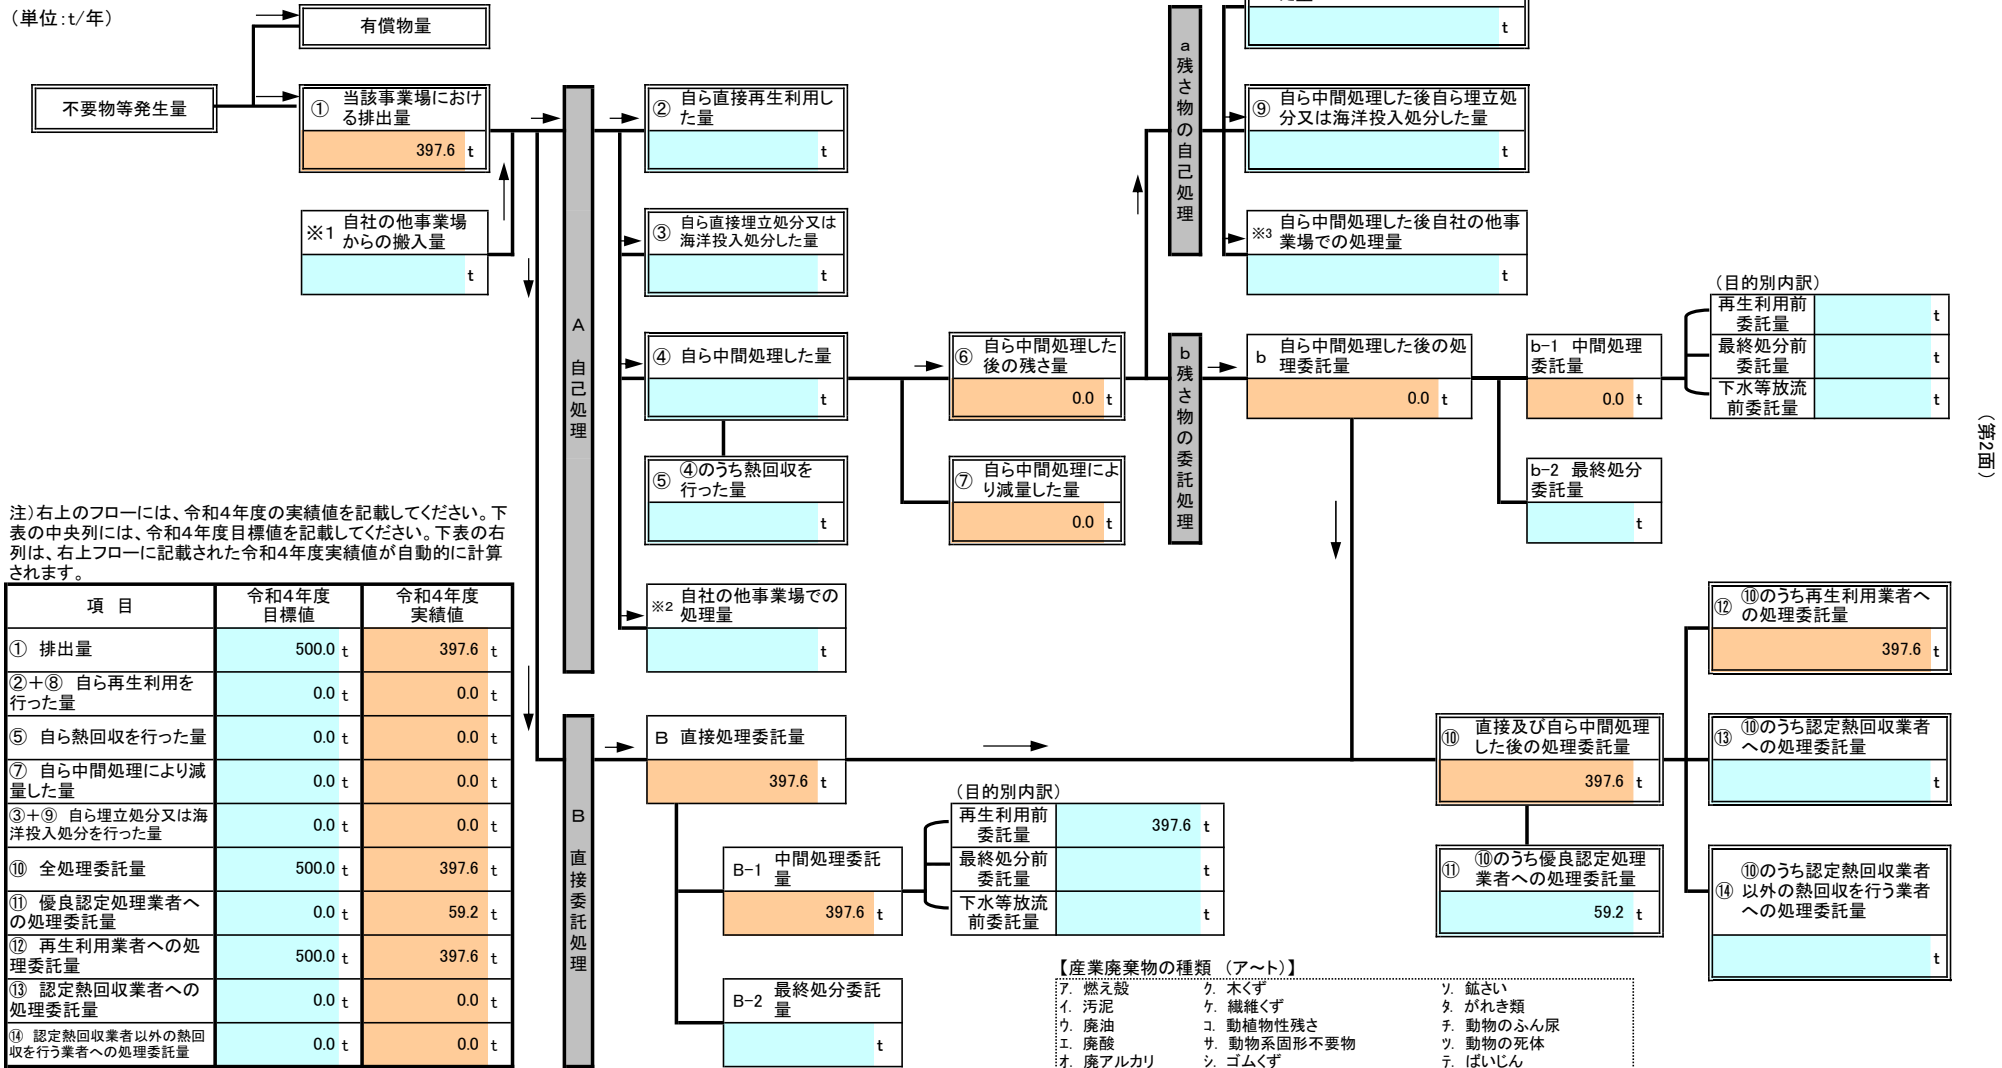 （単位：t/年）
有償物量
不要物等発生量
① 当該事業場におけ
る排出量
397.6 t
※1 自社の他事業場
からの搬入量
t
A 自己処理
② 自ら直接再生利用し
た量
t
③ 自ら直接埋立処分又は
海洋投入処分した量
t
④ 自ら中間処理した量
t
⑤ ④のうち熱回収を
行った量
t
※2 自社の他事業場での
処理量
t
⑥ 自ら中間処理した
後の残さ量
0.0 t
⑦ 自ら中間処理によ
り減量した量
0.0 t
a 残さ物の自己処理
t
⑨ 自ら中間処理した後自ら埋立処
分又は海洋投入処分した量
t
※3 自ら中間処理した後自社の他事
業場での処理量
t
b 残さ物の委託処理
b 自ら中間処理した後の処
理委託量
0.0 t
b-1 中間処理
委託量
0.0 t
b-2 最終処分
委託量
t
（目的別内訳）
再生利用前
委託量
t
最終処分前
委託量
t
下水等放流
前委託量
t
（第2面）
注）右上のフローには、令和4年度の実績値を記載してください。下
表の中央列には、令和4年度目標値を記載してください。下表の右
列は、右上フローに記載された令和4年度実績値が自動的に計算
されます。
項 目 令和4年度 令和4年度
目標値 実績値
① 排出量 500.0 t 397.6 t
②＋⑧ 自ら再生利用を
行った量 0.0 t 0.0 t
⑤ 自ら熱回収を行った量 0.0 t 0.0 t
⑦ 自ら中間処理により減
量した量 0.0 t 0.0 t
③＋⑨ 自ら埋立処分又は海
洋投入処分を行った量 0.0 t 0.0 t
⑩ 全処理委託量 500.0 t 397.6 t
⑪ 優良認定処理業者へ
の処理委託量 0.0 t 59.2 t
⑫ 再生利用業者への処
理委託量 500.0 t 397.6 t
⑬ 認定熱回収業者への
処理委託量 0.0 t 0.0 t
⑭ 認定熱回収業者以外の熱回
収を行う業者への処理委託量 0.0 t 0.0 t
B 直接委託処理
B 直接処理委託量
397.6 t
B-1 中間処理委託
量
397.6 t
B-2 最終処分委託
量
t
（目的別内訳）
再生利用前
委託量
397.6 t
最終処分前
委託量
t
下水等放流
前委託量
t
⑩ 直接及び自ら中間処理
した後の処理委託量
397.6 t
⑪ ⑩のうち優良認定処理
業者への処理委託量
59.2 t
⑫ ⑩のうち再生利用業者へ
の処理委託量
397.6 t
⑬ ⑩のうち認定熱回収業者
への処理委託量
t
⑭ ⑩のうち認定熱回収業者
以外の熱回収を行う業者
への処理委託量
t
【産業廃棄物の種類 （ア～ト）】
ア. 燃え殻 ク. 木くず ソ. 鉱さい
イ. 汚泥 ケ. 繊維くず タ. がれき類
ウ. 廃油 コ. 動植物性残さ チ. 動物のふん尿
エ. 廃酸 サ. 動物系固形不要物 ツ. 動物の死体
オ. 廃アルカリ シ. ゴムくず テ. ばいじん